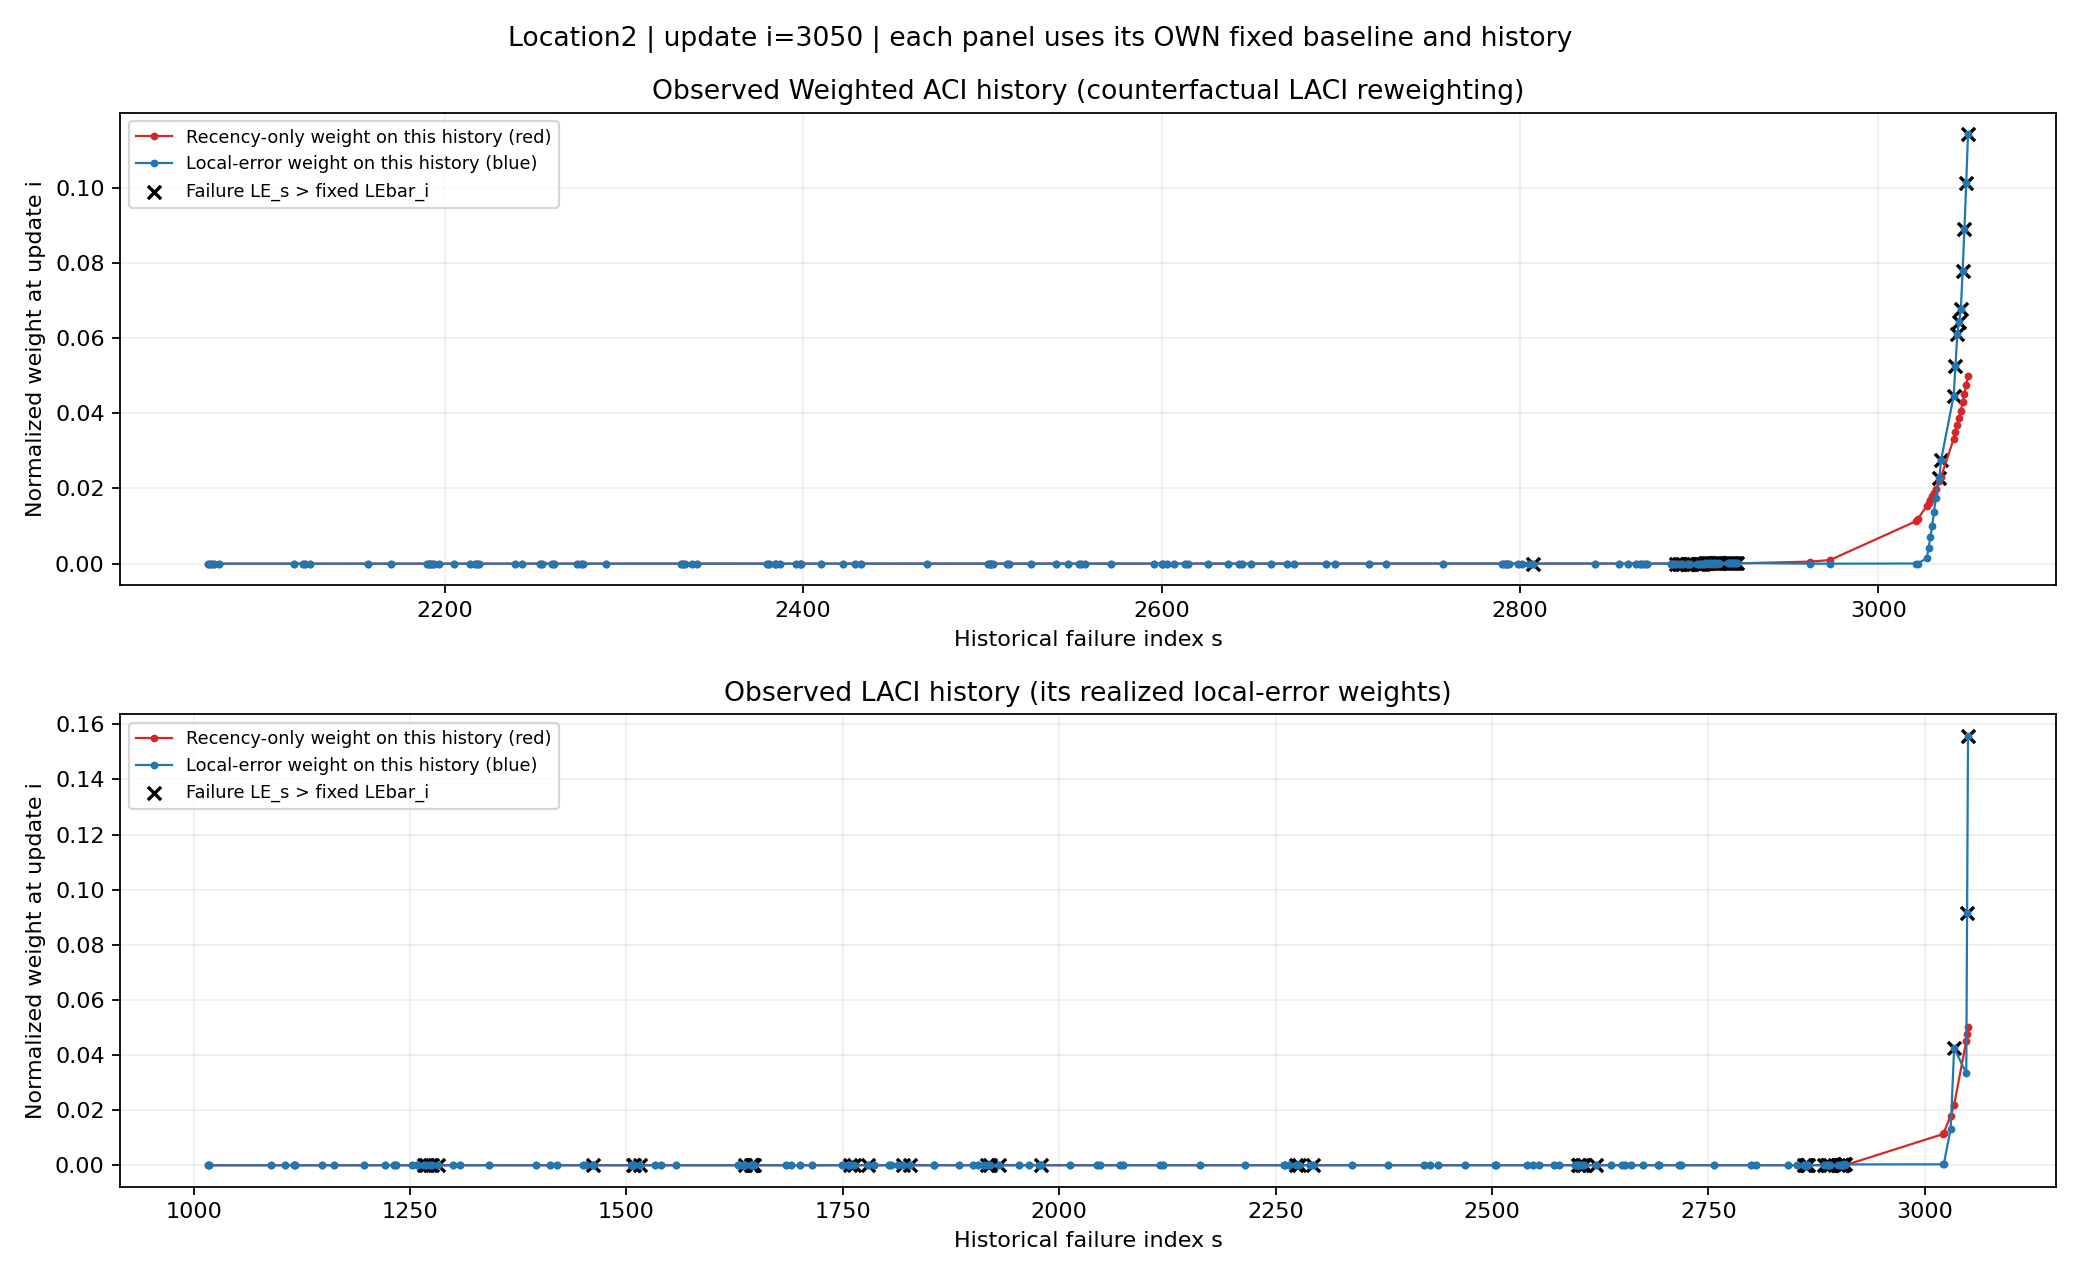 Location2 | update i=3050 | each panel uses its OWN fixed baseline and history
Observed Weighted ACI history (counterfactual LACI reweighting)
Recency-only weight on this history (red)
Local-error weight on this history (blue)
Failure LE_s > fixed LEbar_i
Normalized weight at update i
0.10
0.08
0.06
0.04
0.02
0.00
2200 2400 2600 2800 3000
Historical failure index s
Observed LACI history (its realized local-error weights)
Recency-only weight on this history (red)
Local-error weight on this history (blue)
Failure LE_s > fixed LEbar_i
Normalized weight at update i
0.16
0.14
0.12
0.10
0.08
0.06
0.04
0.02
0.00
1000 1250 1500 1750 2000 2250 2500 2750 3000
Historical failure index s